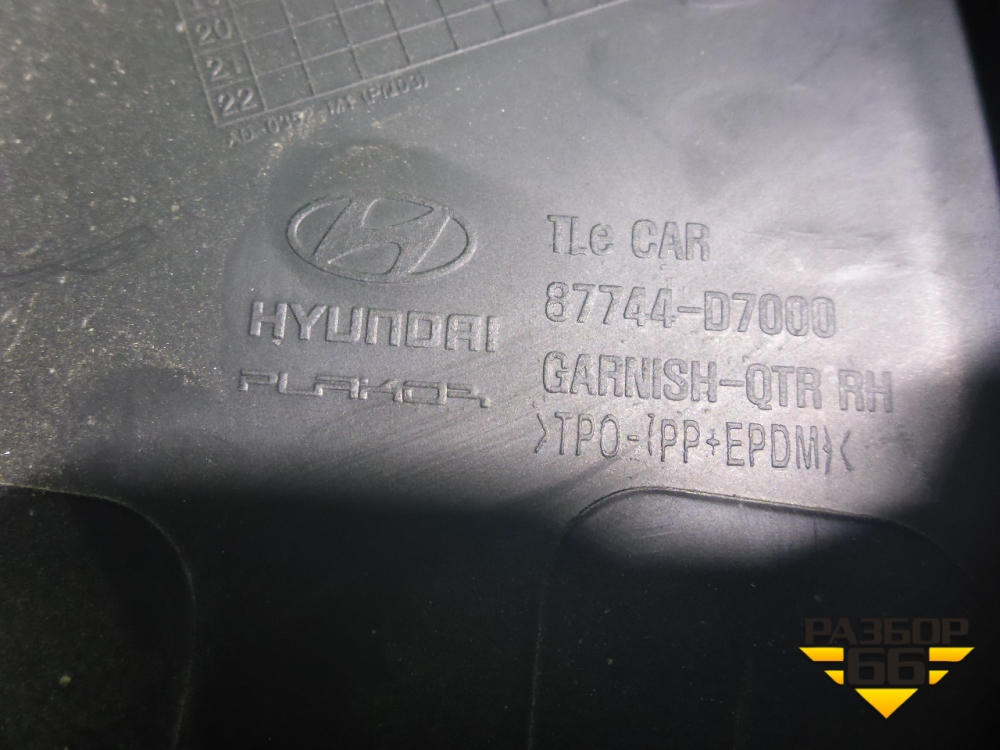 20
21
22
TLe CAR
87744-D7000
HYUNDAI
GARNISH-QTR RH
PLAKOR
>TPO-(PP+EPDM)<
РАЗБОР
66